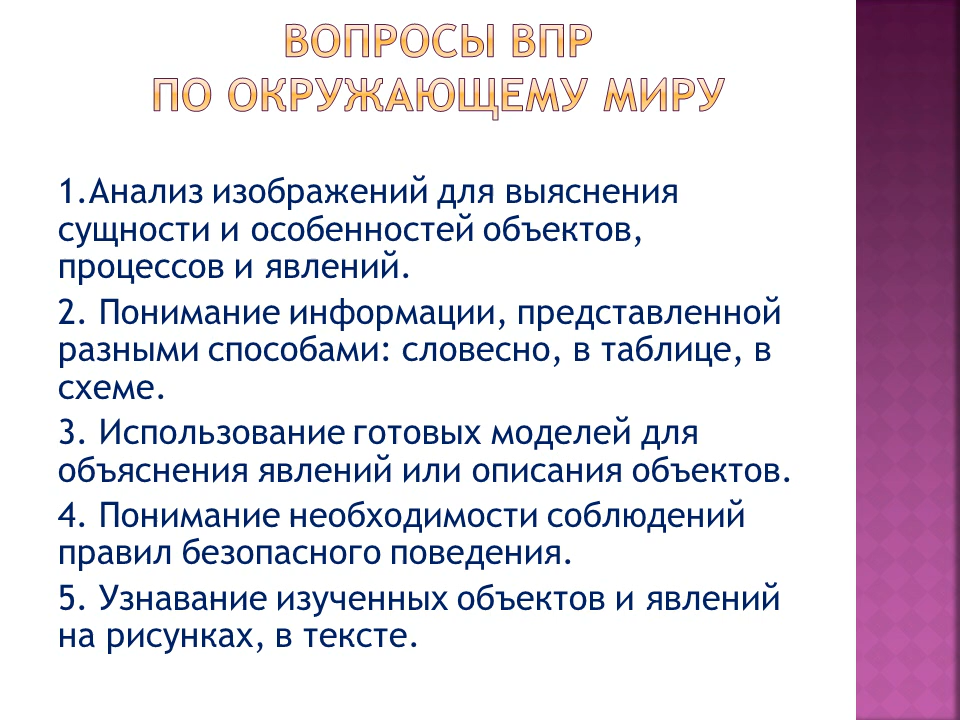 ВОПРОСЫ ВПР
ПО ОКРУЖАЮЩЕМУ МИРУ
1.Анализ изображений для выяснения
сущности и особенностей объектов,
процессов и явлений.
2. Понимание информации, представленной
разными способами: словесно, в таблице, в
схеме.
3. Использование готовых моделей для
объяснения явлений или описания объектов.
4. Понимание необходимости соблюдений
правил безопасного поведения.
5. Узнавание изученных объектов и явлений
на рисунках, в тексте.